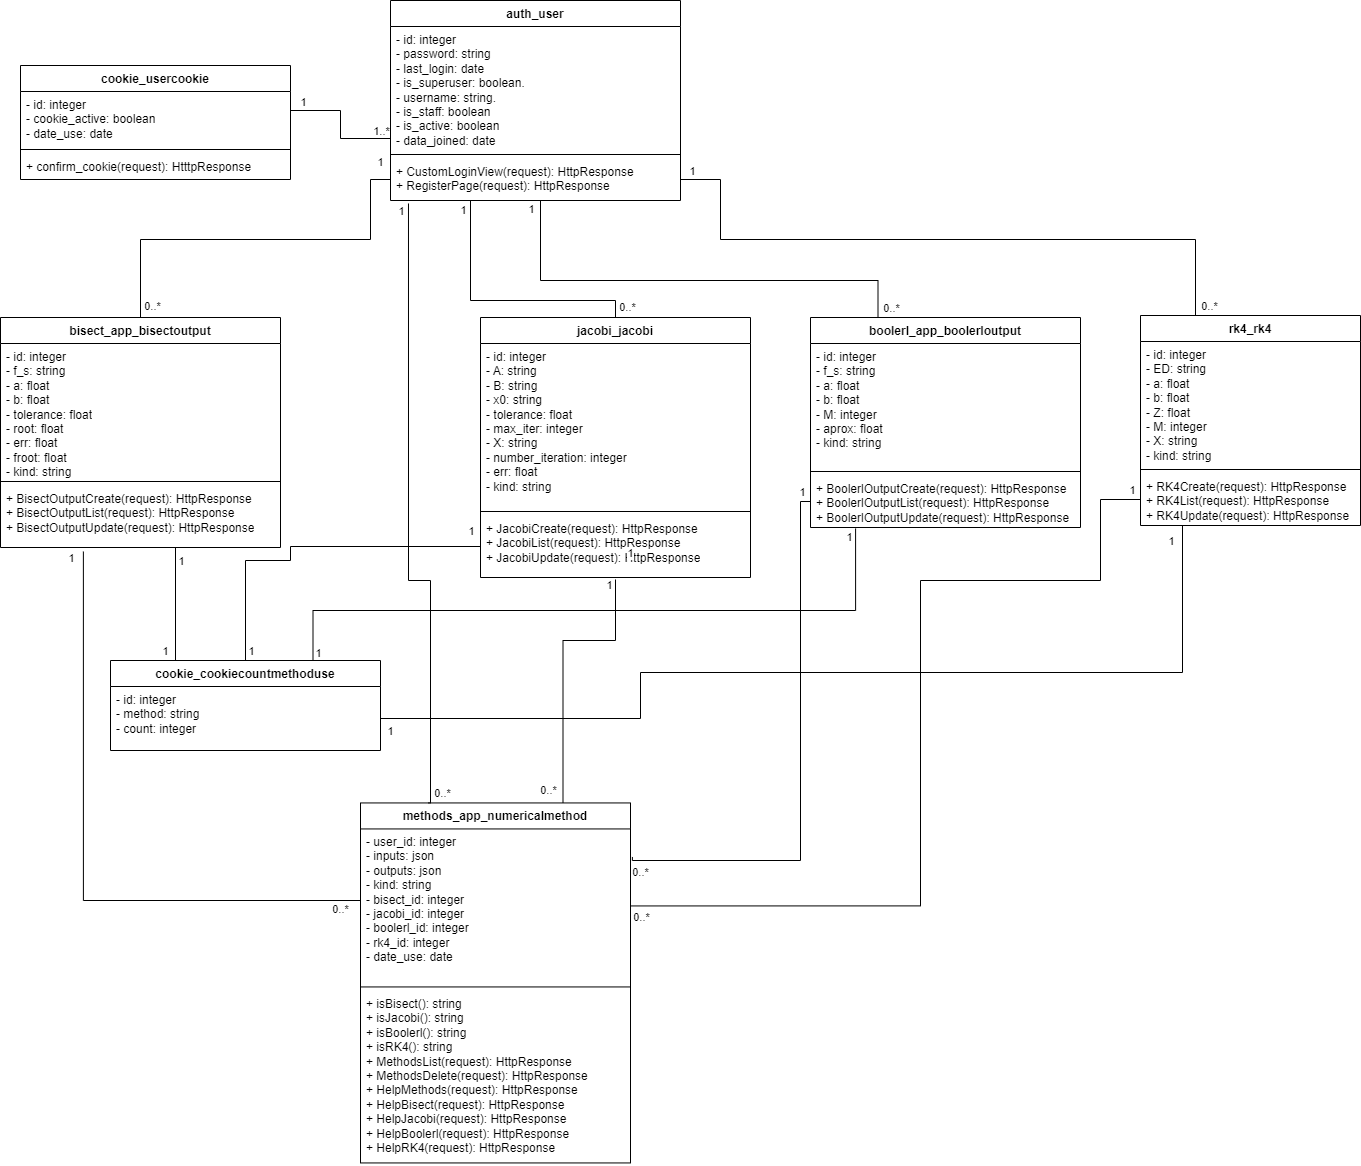 auth_user
- id: integer
- password: string
- last_login: date
- is_superuser: boolean.
- username: string.
- is_staff: boolean
- is_active: boolean
- data_joined: date
+ CustomLoginView(request): HttpResponse
+ RegisterPage(request): HttpResponse
cookie_usercookie
- id: integer
- cookie_active: boolean
- date_use: date
+ confirm_cookie(request): HtttpResponse
1
1..*
1
1
1
1
1
0..*
0..*
0..*
0..*
bisect_app_bisectoutput
- id: integer
- f_s: string
- a: float
- b: float
- tolerance: float
- root: float
- err: float
- froot: float
- kind: string
+ BisectOutputCreate(request): HttpResponse
+ BisectOutputList(request): HttpResponse
+ BisectOutputUpdate(request): HttpResponse
jacobi_jacobi
- id: integer
- A: string
- B: string
- x0: string
- tolerance: float
- max_iter: integer
- X: string
- number_iteration: integer
- err: float
- kind: string
+ JacobiCreate(request): HttpResponse
+ JacobiList(request): HttpResponse
+ JacobiUpdate(request): HttpResponse
1
boolerl_app_boolerloutput
- id: integer
- f_s: string
- a: float
- b: float
- M: integer
- aprox: float
- kind: string
+ BoolerlOutputCreate(request): HttpResponse
+ BoolerlOutputList(request): HttpResponse
+ BoolerlOutputUpdate(request): HttpResponse
rk4_rk4
- id: integer
- ED: string
- a: float
- b: float
- Z: float
- M: integer
- X: string
- kind: string
+ RK4Create(request): HttpResponse
+ RK4List(request): HttpResponse
+ RK4Update(request): HttpResponse
1
1
1
1
1
1
1
1
1
1
1
cookie_cookiecountmethoduse
- id: integer
- method: string
- count: integer
1
0..*
0..*
0..*
0..*
0..*
methods_app_numericalmethod
- user_id: integer
- inputs: json
- outputs: json
- kind: string
- bisect_id: integer
- jacobi_id: integer
- boolerl_id: integer
- rk4_id: integer
- date_use: date
+ isBisect(): string
+ isJacobi(): string
+ isBoolerl(): string
+ isRK4(): string
+ MethodsList(request): HttpResponse
+ MethodsDelete(request): HttpResponse
+ HelpMethods(request): HttpResponse
+ HelpBisect(request): HttpResponse
+ HelpJacobi(request): HttpResponse
+ HelpBoolerl(request): HttpResponse
+ HelpRK4(request): HttpResponse